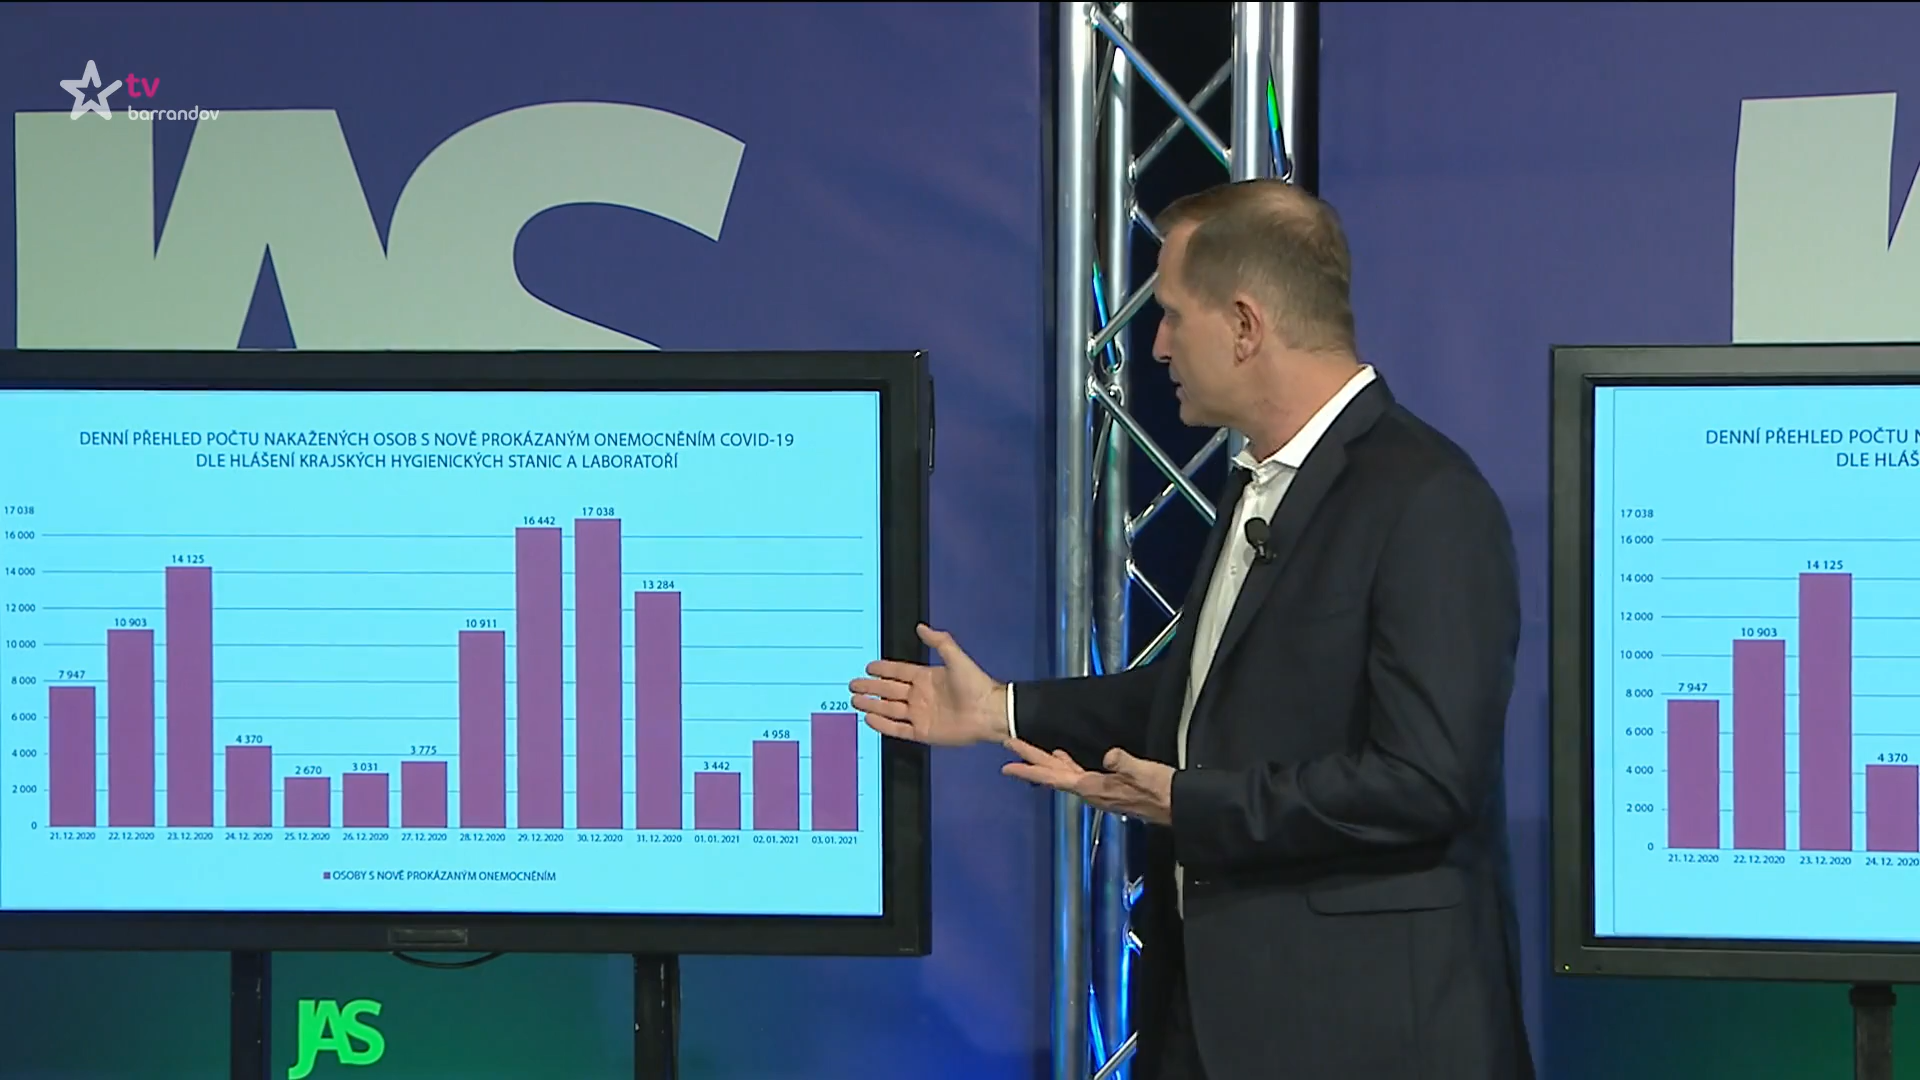 tv
barrandov
JAS
DENNÍ PŘEHLED POČTU NAKAŽENÝCH OSOB S NOVĚ PROKÁZANÝM ONEMOCNĚNÍM COVID-19
DLE HLÁŠENÍ KRAJSKÝCH HYGIENICKÝCH STANIC A LABORATOŘÍ
17 038
16 000
14 000
12 000
10 000
8 000
6 000
4 000
2 000
0
7 947
10 903
14 125
4 370
2 670
3 031
3 775
10 911
16 442
17 038
13 284
3 442
4 958
6 220
21. 12. 2020
22. 12. 2020
23. 12. 2020
24. 12. 2020
25. 12. 2020
26. 12. 2020
27. 12. 2020
28. 12. 2020
29. 12. 2020
30. 12. 2020
31. 12. 2020
01. 01. 2021
02. 01. 2021
03. 01. 2021
OSOBY S NOVĚ PROKÁZANÝM ONEMOCNĚNÍM
JAS
DENNÍ PŘEHLED POČTU
DLE HLÁŠ
17 038
16 000
14 000
12 000
10 000
8 000
6 000
4 000
2 000
0
7 947
10 903
14 125
4 370
21. 12. 2020
22. 12. 2020
23. 12. 2020
24. 12. 2020